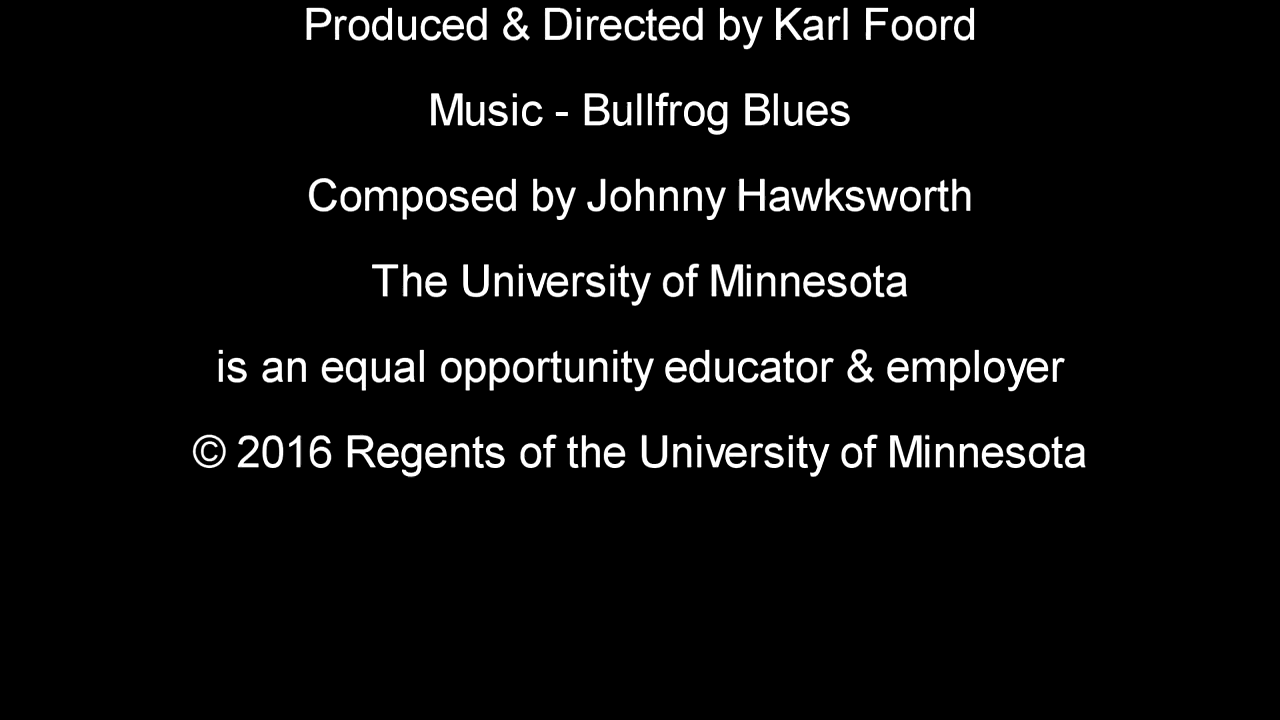 Produced & Directed by Karl Foord
Music - Bullfrog Blues
Composed by Johnny Hawksworth
The University of Minnesota
is an equal opportunity educator & employer
© 2016 Regents of the University of Minnesota